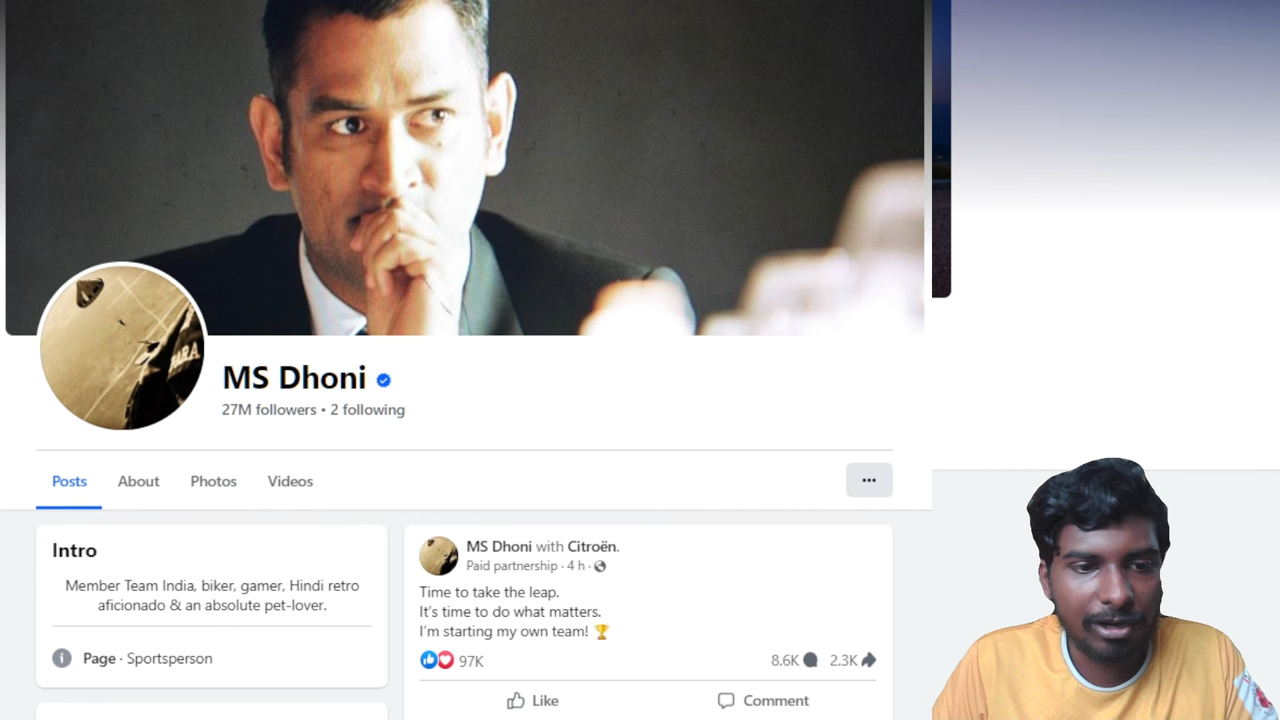 MS Dhoni
27M followers • 2 following
Posts
About
Photos
Videos
Intro
Member Team India, biker, gamer, Hindi retro
aficionado & an absolute pet-lover.
Page · Sportsperson
MS Dhoni with Citroën.
Paid partnership · 4 h ·
Time to take the leap.
It's time to do what matters.
I'm starting my own team! 🏆
97K
8.6K
2.3K
Like
Comment